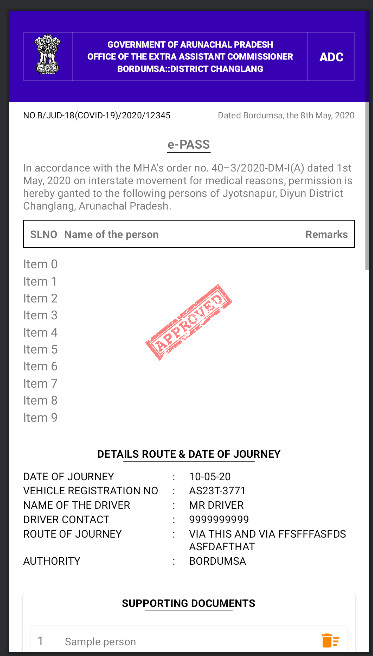 GOVERNMENT OF ARUNACHAL PRADESH
OFFICE OF THE EXTRA ASSISTANT COMMISSIONER
BORDUMSA::DISTRICT CHANGLANG
ADC
NO.B/JUD-18(COVID-19)/2020/12345
Dated Bordumsa, the 8th May, 2020
e-PASS
In accordance with the MHA's order no. 40–3/2020-DM-I(A) dated 1st
May, 2020 on interstate movement for medical reasons, permission is
hereby ganted to the following persons of Jyotsnapur, Diyun District
Changlang, Arunachal Pradesh.
SLNO Name of the person Remarks
Item 0
Item 1
Item 2
Item 3
Item 4
Item 5
Item 6
Item 7
Item 8
Item 9
APPROVED
DETAILS ROUTE & DATE OF JOURNEY
DATE OF JOURNEY : 10-05-20
VEHICLE REGISTRATION NO : AS23T-3771
NAME OF THE DRIVER : MR DRIVER
DRIVER CONTACT : 9999999999
ROUTE OF JOURNEY : VIA THIS AND VIA FFSFFFASFDS
ASFDAFTHAT
AUTHORITY : BORDUMSA
SUPPORTING DOCUMENTS
1 Sample person